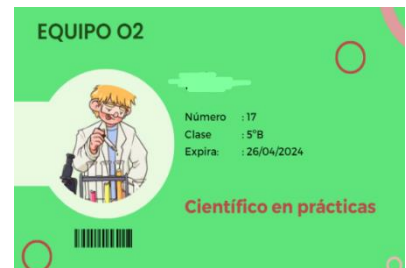 EQUIPO O2
Número : 17
Clase : 5°B
Expira: : 26/04/2024
Científico en prácticas